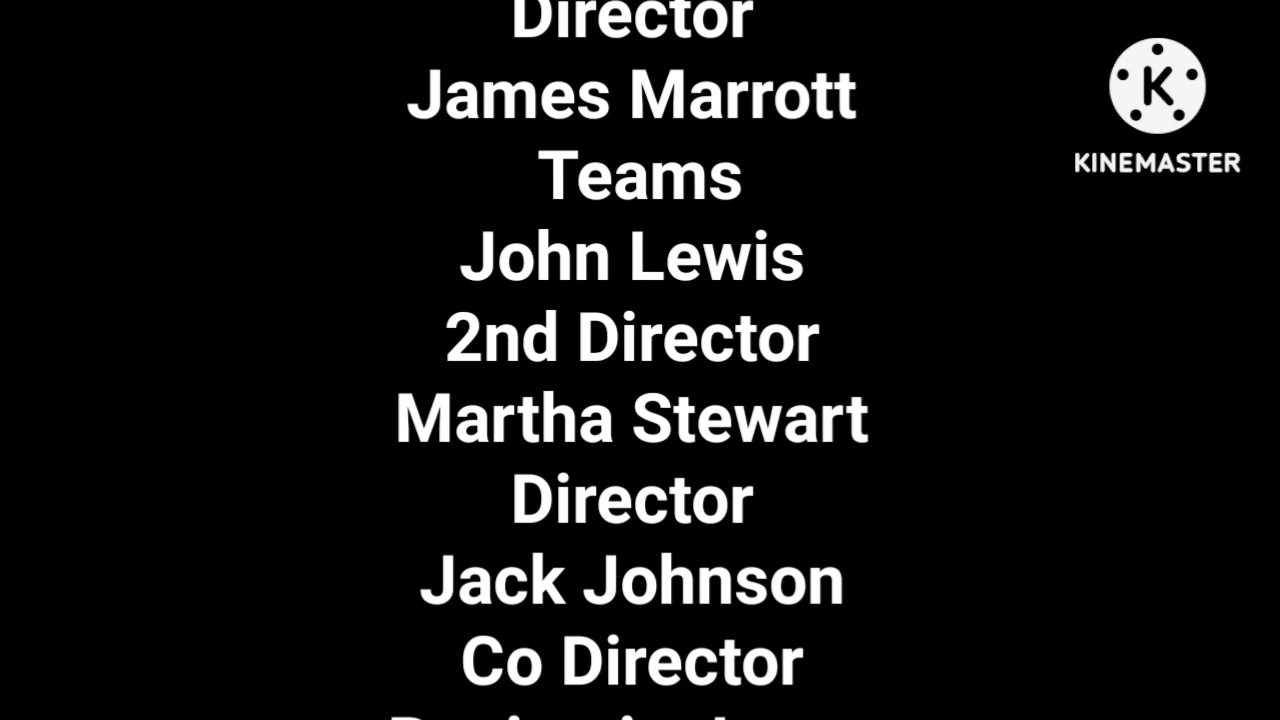 Director
James Marrott
Teams
John Lewis
2nd Director
Martha Stewart
Director
Jack Johnson
Co Director
K
KINEMASTER